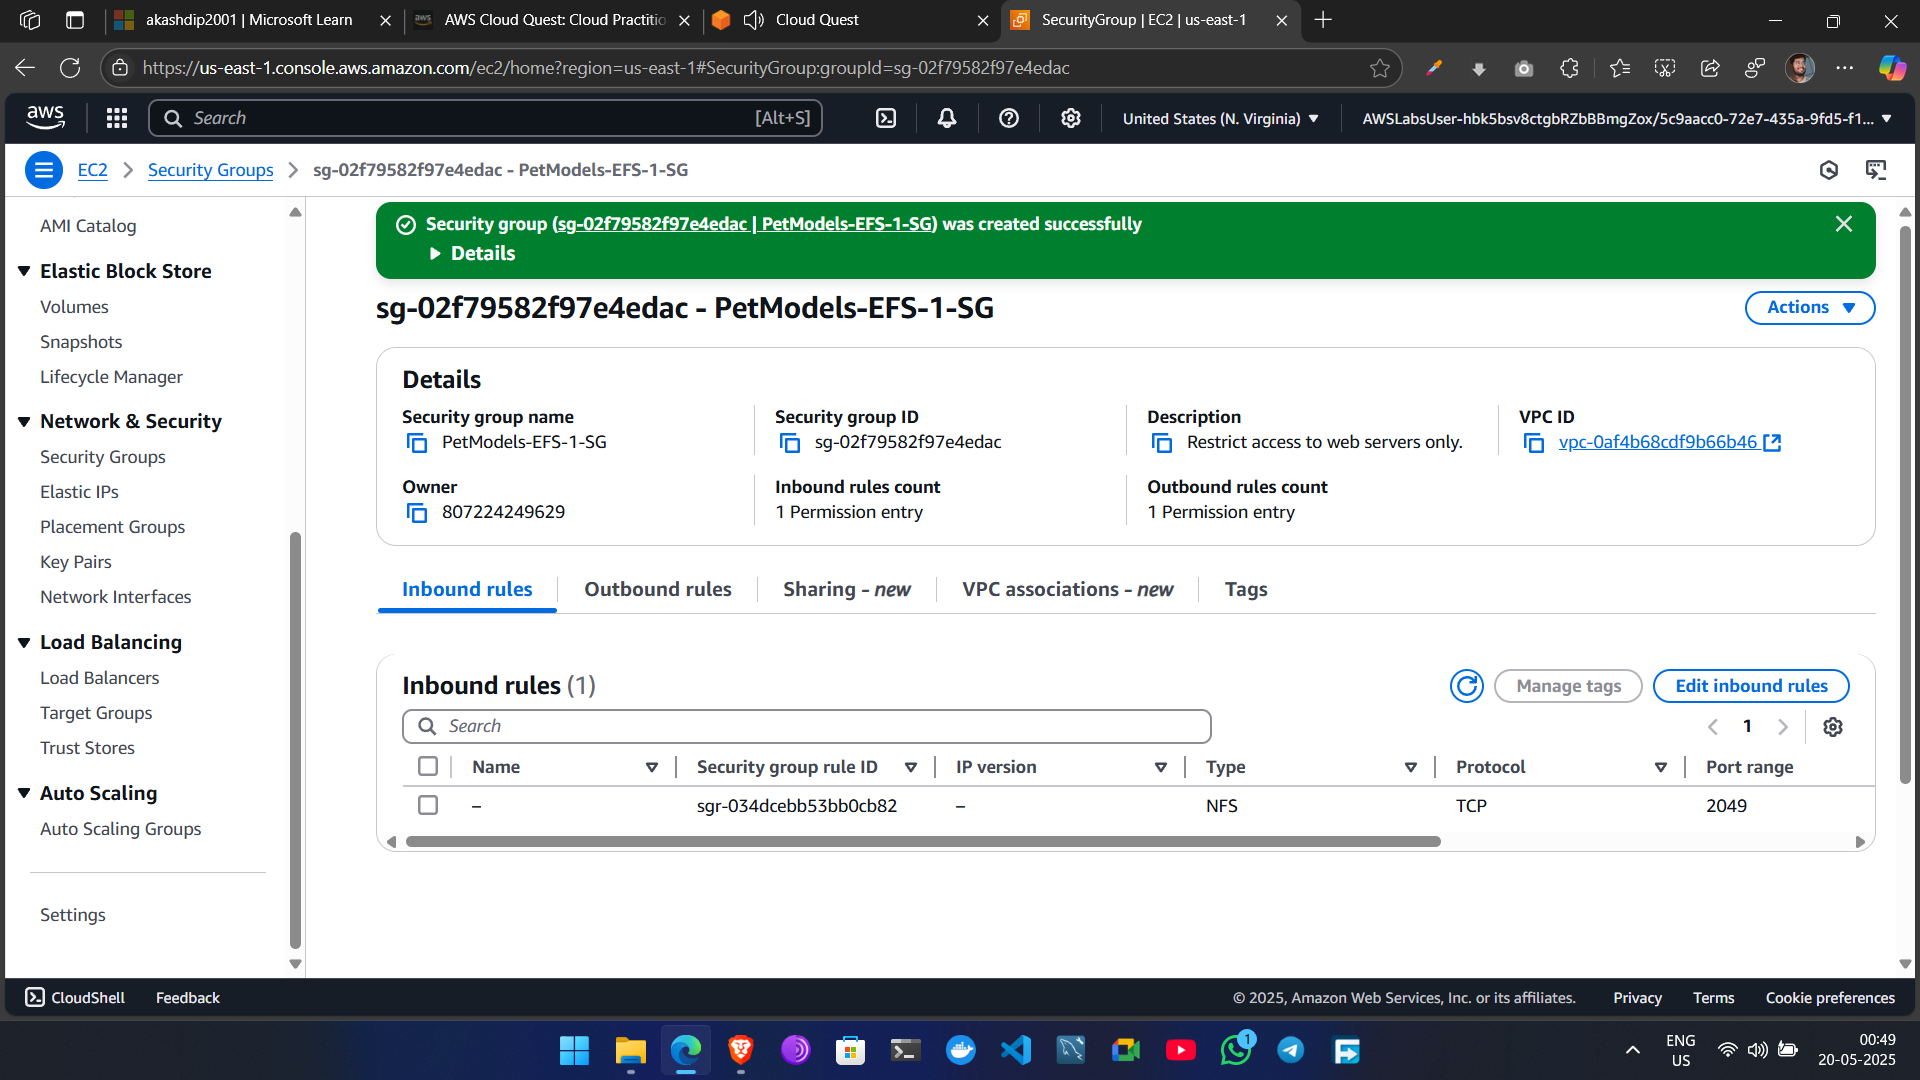 akashdip2001 | Microsoft Learn
AWS Cloud Quest: Cloud Practitio
Cloud Quest
SecurityGroup | EC2 | us-east-1
https://us-east-1.console.aws.amazon.com/ec2/home?region=us-east-1#SecurityGroup:groupId=sg-02f79582f97e4edac
aws
Search
[Alt+S]
United States (N. Virginia)
AWSLabsUser-hbk5bsv8ctgbRZbBBmgZox/5c9aacc0-72e7-435a-9fd5-f1...
EC2
Security Groups
sg-02f79582f97e4edac - PetModels-EFS-1-SG
AMI Catalog
Elastic Block Store
Volumes
Snapshots
Lifecycle Manager
Network & Security
Security Groups
Elastic IPs
Placement Groups
Key Pairs
Network Interfaces
Load Balancing
Load Balancers
Target Groups
Trust Stores
Auto Scaling
Auto Scaling Groups
Settings
Security group (sg-02f79582f97e4edac | PetModels-EFS-1-SG) was created successfully
Details
sg-02f79582f97e4edac - PetModels-EFS-1-SG
Actions
Details
Security group name
PetModels-EFS-1-SG
Security group ID
sg-02f79582f97e4edac
Description
Restrict access to web servers only.
VPC ID
vpc-0af4b68cdf9b66b46
Owner
807224249629
Inbound rules count
1 Permission entry
Outbound rules count
1 Permission entry
Inbound rules
Outbound rules
Sharing - new
VPC associations - new
Tags
Inbound rules (1)
Manage tags
Edit inbound rules
Search
1
Name
Security group rule ID
IP version
Type
Protocol
Port range
–
sgr-034dcebb53bb0cb82
–
NFS
TCP
2049
CloudShell
Feedback
© 2025, Amazon Web Services, Inc. or its affiliates.
Privacy
Terms
Cookie preferences
1
ENG
US
00:49
20-05-2025